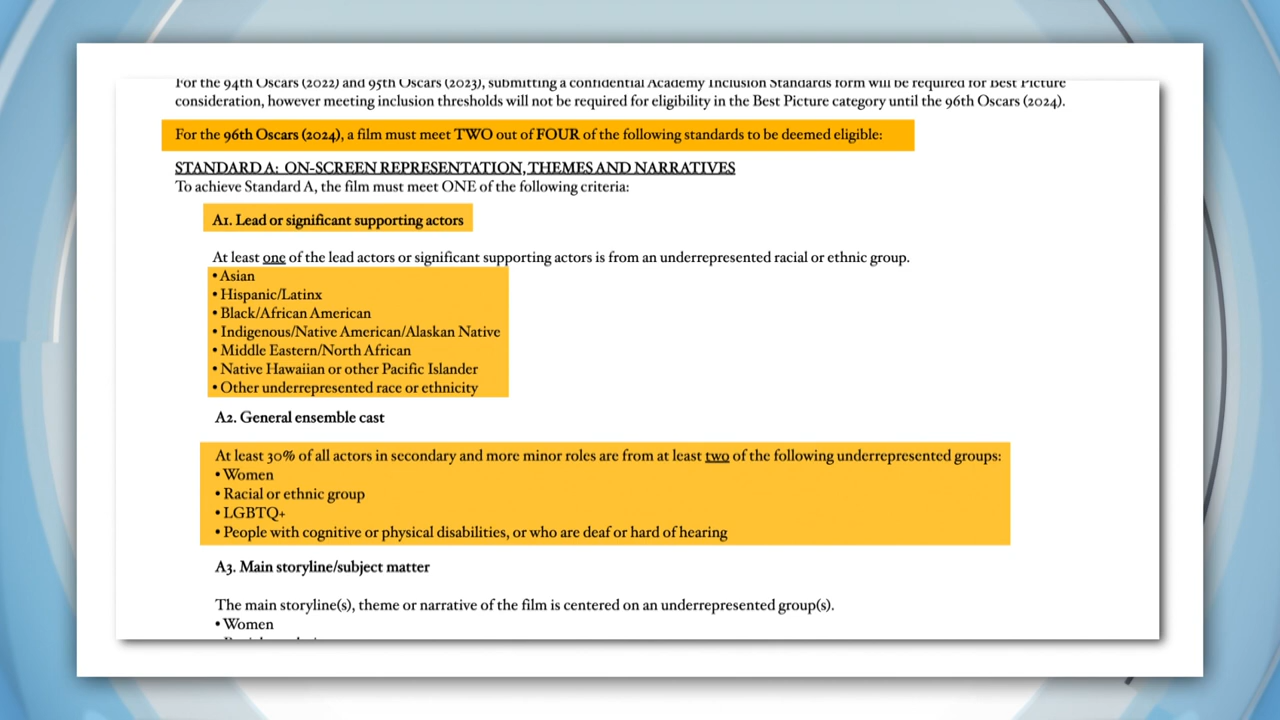 For the 94th Oscars (2022) and 95th Oscars (2023), submitting a confidential Academy Inclusion Standards form will be required for Best Picture
consideration, however meeting inclusion thresholds will not be required for eligibility in the Best Picture category until the 96th Oscars (2024).
For the 96th Oscars (2024), a film must meet TWO out of FOUR of the following standards to be deemed eligible:
STANDARD A: ON-SCREEN REPRESENTATION, THEMES AND NARRATIVES
To achieve Standard A, the film must meet ONE of the following criteria:
A1. Lead or significant supporting actors
At least one of the lead actors or significant supporting actors is from an underrepresented racial or ethnic group.
• Asian
• Hispanic/Latinx
• Black/African American
• Indigenous/Native American/Alaskan Native
• Middle Eastern/North African
• Native Hawaiian or other Pacific Islander
• Other underrepresented race or ethnicity
A2. General ensemble cast
At least 30% of all actors in secondary and more minor roles are from at least two of the following underrepresented groups:
• Women
• Racial or ethnic group
• LGBTQ+
• People with cognitive or physical disabilities, or who are deaf or hard of hearing
A3. Main storyline/subject matter
The main storyline(s), theme or narrative of the film is centered on an underrepresented group(s).
• Women